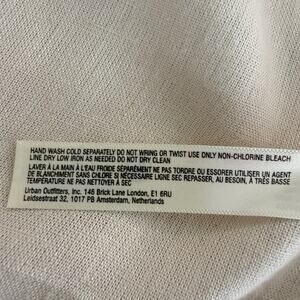 HAND WASH COLD SEPARATELY DO NOT WRING OR TWIST USE ONLY NON-CHLORINE BLEACH
LINE DRY LOW IRON AS NEEDED DO NOT DRY CLEAN
LAVER À LA MAIN À L'EAU FROIDE SÉPARÉMENT NE PAS TORDRE OU ESSORER UTILISER UN AGENT
DE BLANCHIMENT SANS CHLORE SI NÉCESSAIRE LIGNE SEC REPASSER, AU BESOIN, À TRÈS BASSE
TEMPÉRATURE NE PAS NETTOYER A SEC
Urban Outfitters, Inc. 146 Brick Lane London, E1 6RU
Leidsestraat 32, 1017 PB Amsterdam, Netherlands